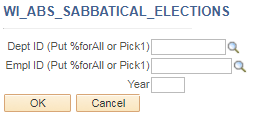 WI_ABS_SABBATICAL_ELECTIONS
Dept ID (Put %forAll or Pick1)
Empl ID (Put %forAll or Pick1)
Year
OK Cancel